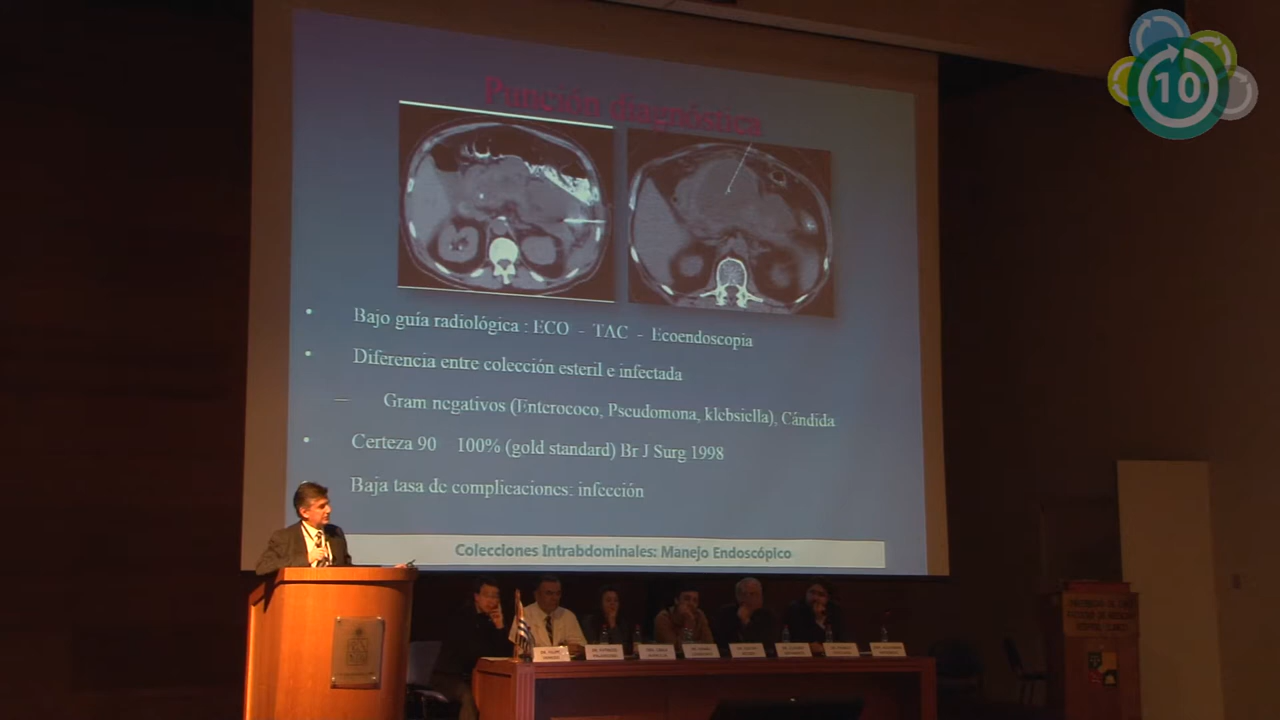 10
Punción diagnóstica
Bajo guía radiológica : ECO - TAC - Ecoendoscopia
Diferencia entre colección esteril e infectada
— Gram negativos (Enterococo, Pseudomona, klebsiella), Cándida
Certeza 90 100% (gold standard) Br J Surg 1998
Baja tasa de complicaciones: infección
Colecciones Intrabdominales: Manejo Endoscópico